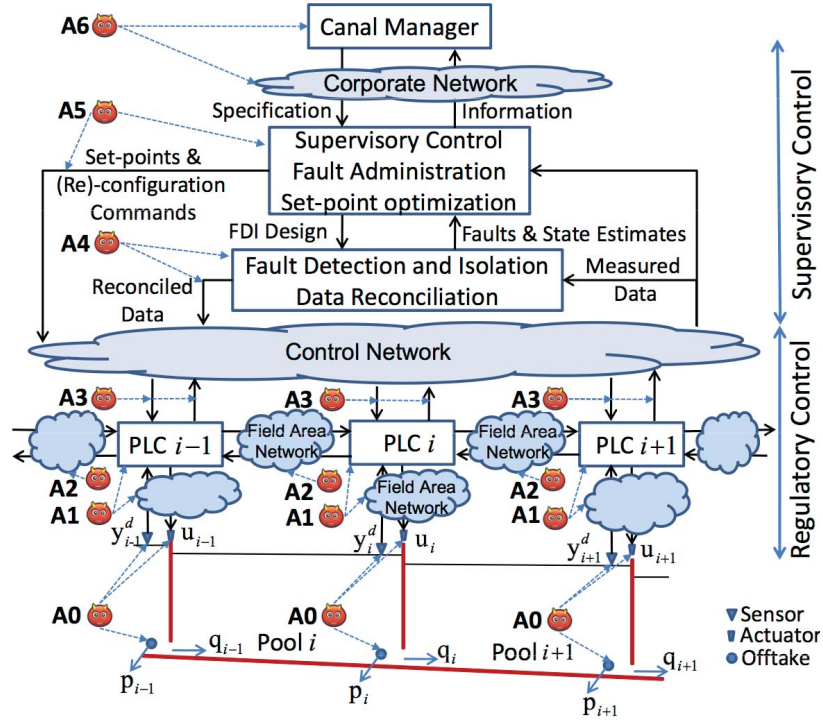 A6
Canal Manager
Corporate Network
Specification
Information
A5
Supervisory Control
Fault Administration
Set-point optimization
Set-points &
(Re)-configuration
Commands
FDI Design
Faults & State Estimates
A4
Fault Detection and Isolation
Data Reconciliation
Reconciled
Data
Measured
Data
Supervisory Control
Control Network
Regulatory Control
A3
A3
A3
PLC i−1
Field Area
Network
PLC i
Field Area
Network
PLC i+1
A2
A2
A2
A1
A1
A1
Field Area
Network
y^d_{i-1}
u_{i−1}
y^d_i
u_i
y^d_{i+1}
u_{i+1}
A0
A0
A0
Sensor
Actuator
Offtake
q_{i−1}
Pool i
q_i
Pool i+1
q_{i+1}
p_{i−1}
p_i
p_{i+1}